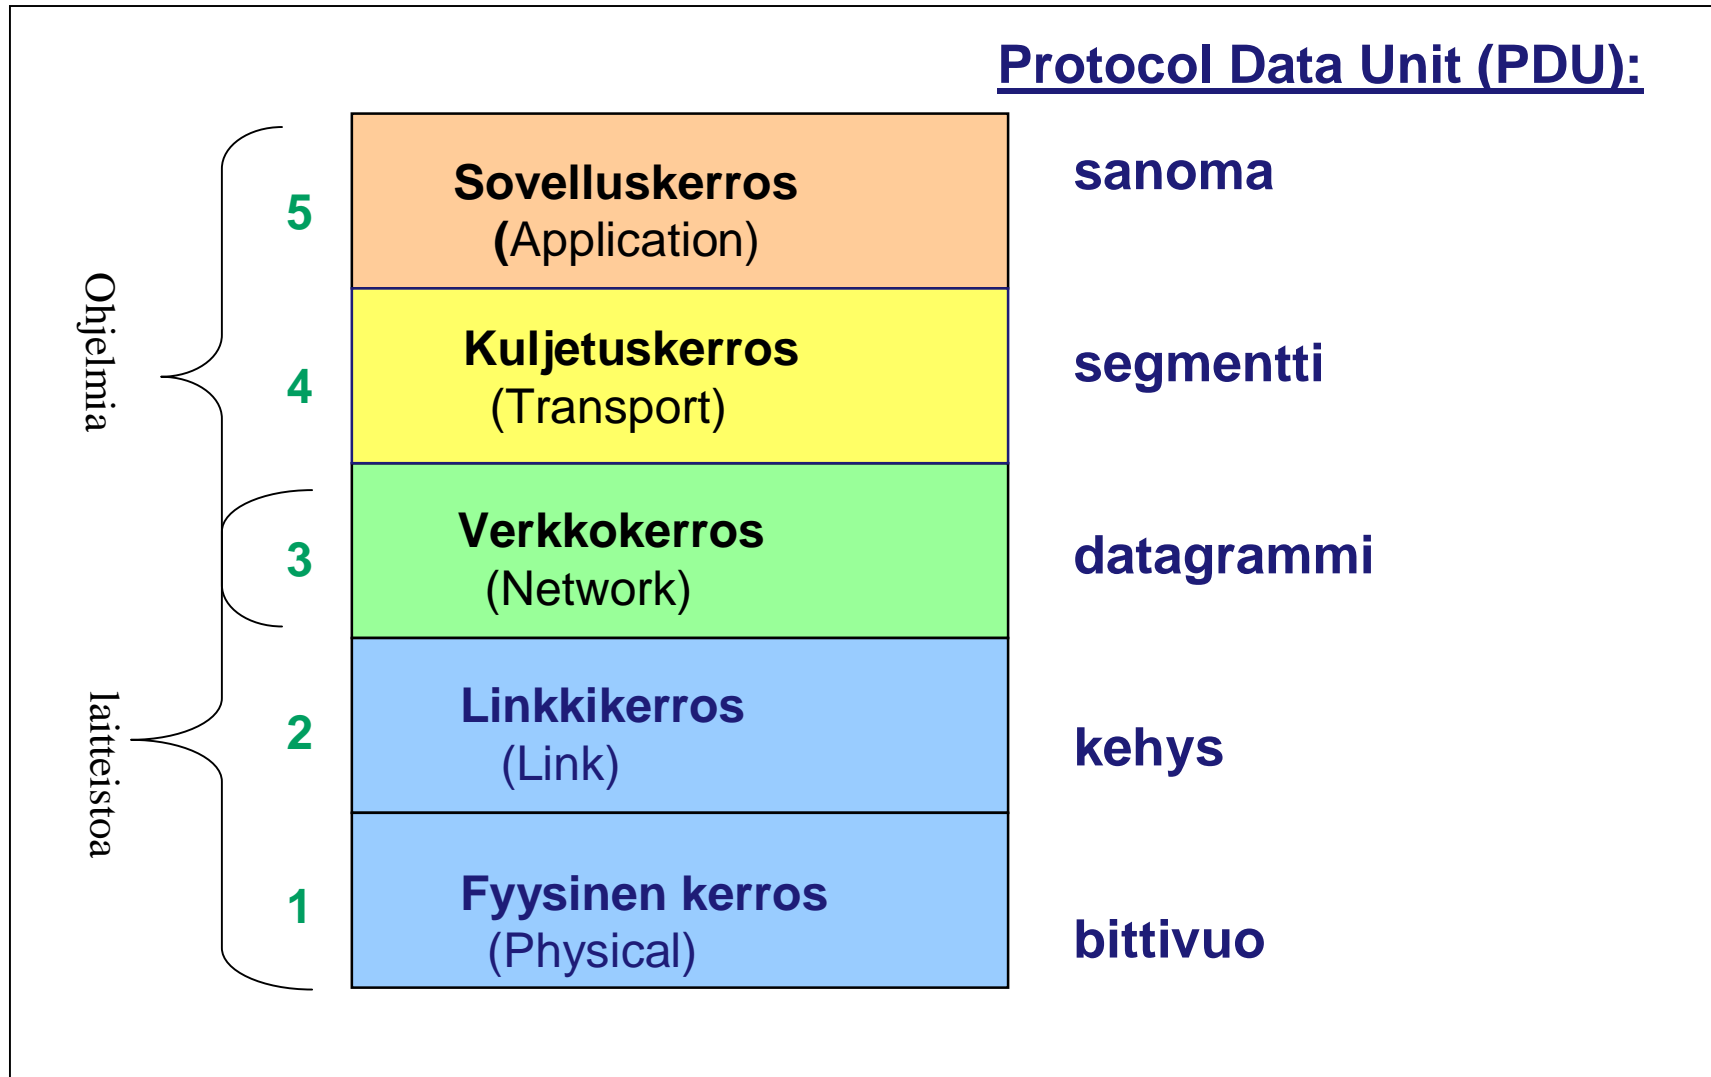 Protocol Data Unit (PDU):
Ohjelmia
laitteistoa
5
Sovelluskerros
(Application)
sanoma
4
Kuljetuskerros
(Transport)
segmentti
3
Verkkokerros
(Network)
datagrammi
2
Linkkikerros
(Link)
kehys
1
Fyysinen kerros
(Physical)
bittivuo